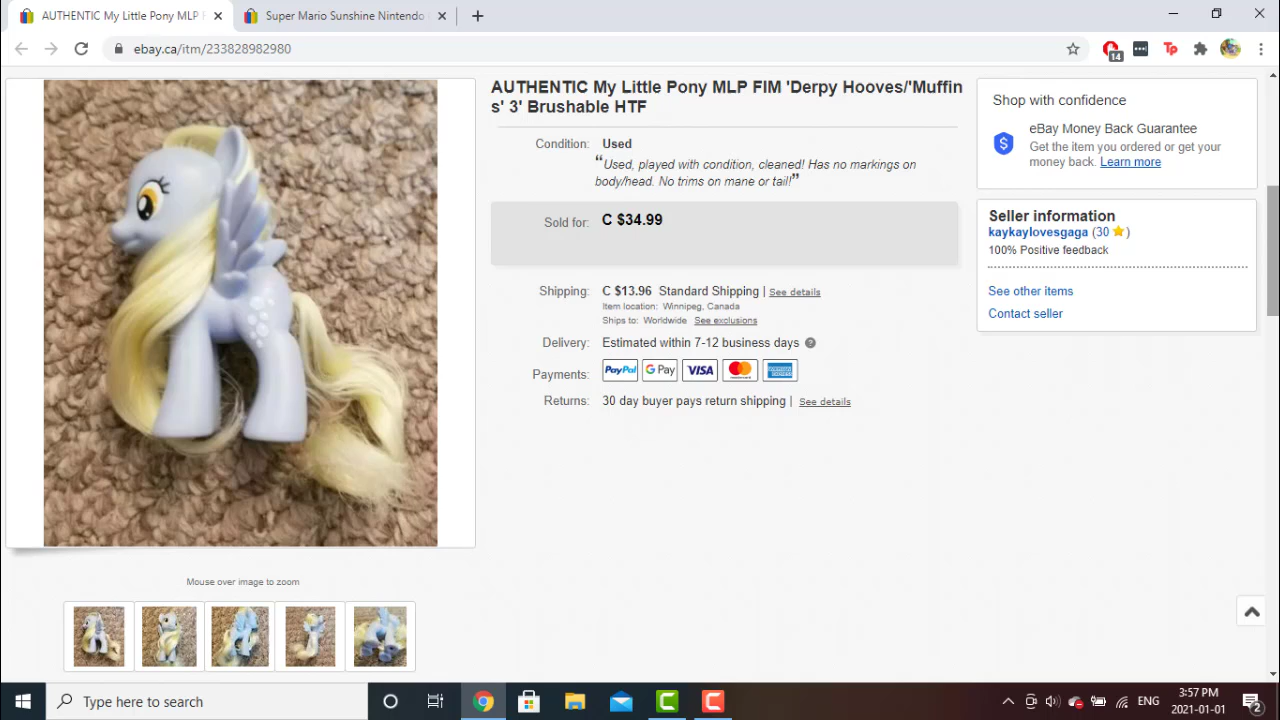 AUTHENTIC My Little Pony MLP F
Super Mario Sunshine Nintendo
ebay.ca/itm/233828982980
14
Tp
AUTHENTIC My Little Pony MLP FIM 'Derpy Hooves/'Muffin
s' 3' Brushable HTF
Condition: Used
"Used, played with condition, cleaned! Has no markings on
body/head. No trims on mane or tail!"
Sold for: C $34.99
Shipping: C $13.96 Standard Shipping | See details
Item location: Winnipeg, Canada
Ships to: Worldwide See exclusions
Delivery: Estimated within 7-12 business days ?
Payments: PayPal G Pay VISA
Returns: 30 day buyer pays return shipping | See details
Shop with confidence
$ eBay Money Back Guarantee
Get the item you ordered or get your
money back. Learn more
Seller information
kaykaylovesgaga (30 )
100% Positive feedback
See other items
Contact seller
Mouse over image to zoom
Type here to search
C
C
ENG
3:57 PM
2021-01-01
2